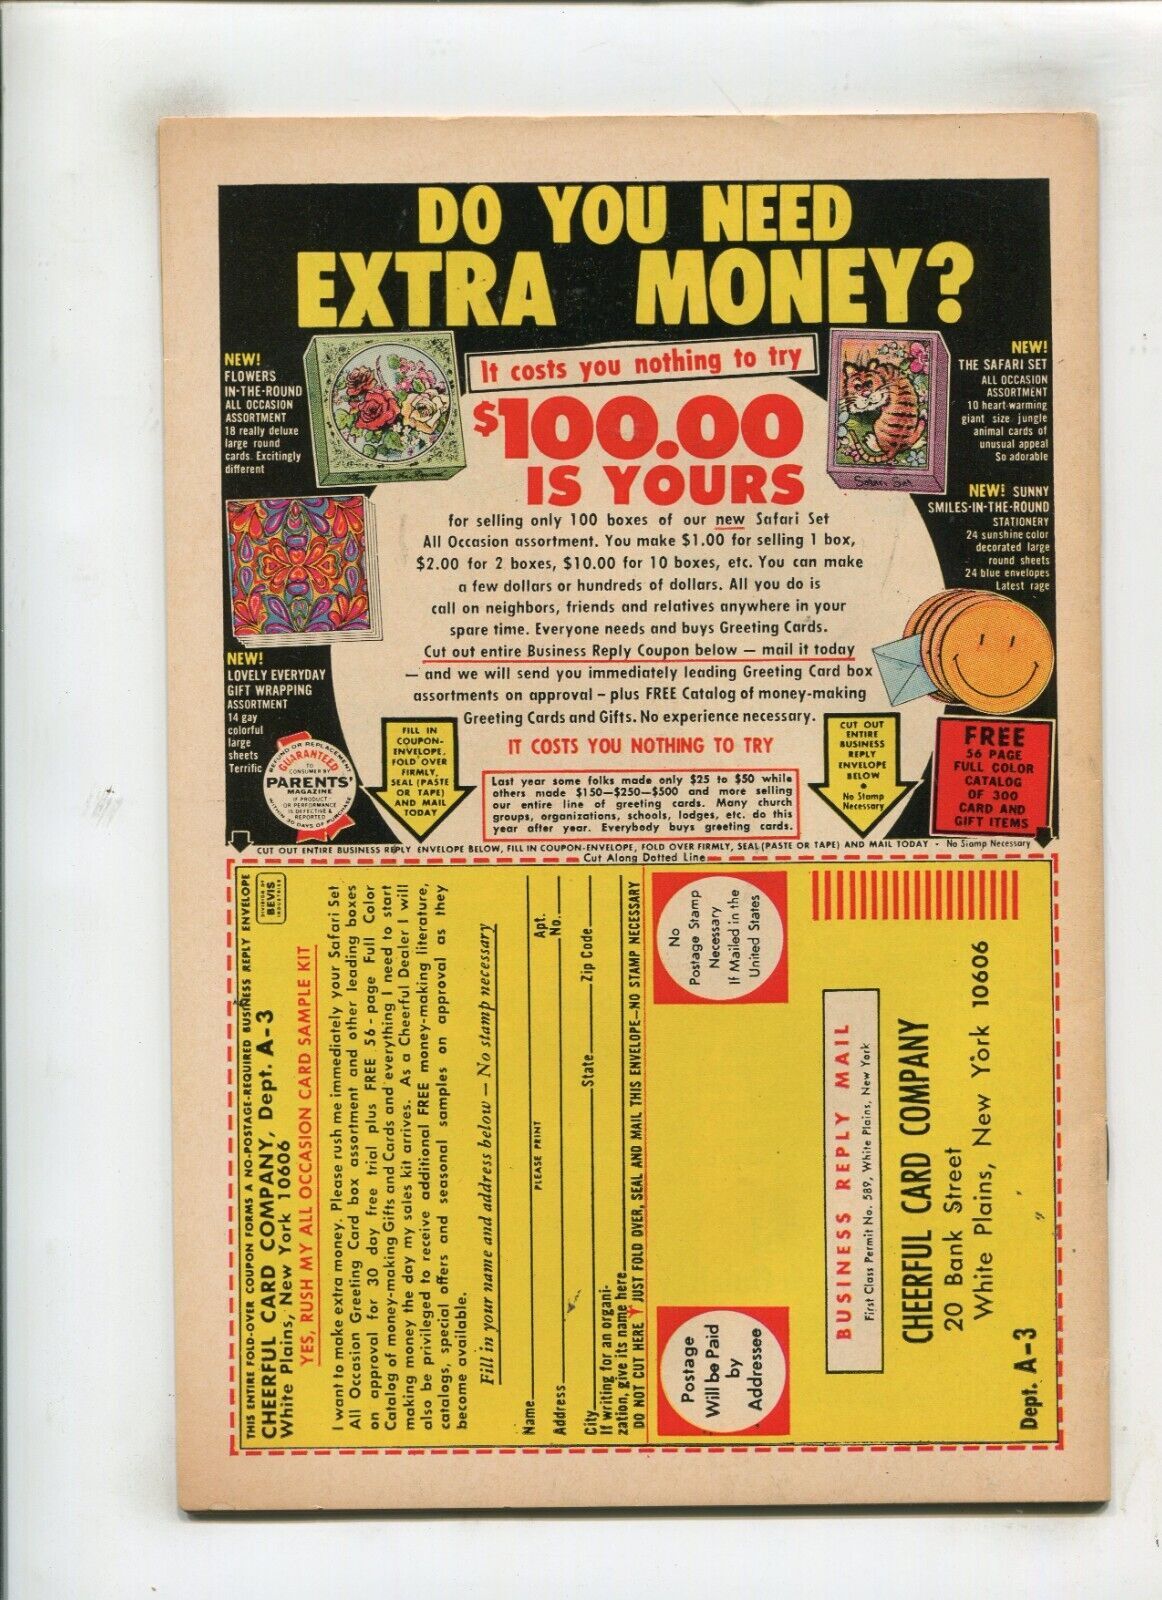 DO YOU NEED
EXTRA MONEY?
NEW!
FLOWERS
IN-THE-ROUND
ALL OCCASION
ASSORTMENT
18 really deluxe
large round
cards. Excitingly
different
It costs you nothing to try
$100.00
IS YOURS
NEW!
THE SAFARI SET
ALL OCCASION
ASSORTMENT
10 heart-warming
giant size jungle
animal cards of
unusual appeal
So adorable
Safari Set
for selling only 100 boxes of our new Safari Set
All Occasion assortment. You make $1.00 for selling 1 box,
$2.00 for 2 boxes, $10.00 for 10 boxes, etc. You can make
a few dollars or hundreds of dollars. All you do is
call on neighbors, friends and relatives anywhere in your
spare time. Everyone needs and buys Greeting Cards.
Cut out entire Business Reply Coupon below — mail it today
— and we will send you immediately leading Greeting Card box
assortments on approval – plus FREE Catalog of money-making
Greeting Cards and Gifts. No experience necessary.
NEW! SUNNY
SMILES-IN-THE-ROUND
STATIONERY
24 sunshine color
decorated large
round sheets
24 blue envelopes
Latest rage
NEW!
LOVELY EVERYDAY
GIFT WRAPPING
ASSORTMENT
14 gay
colorful
large
sheets
Terrific
REFUND OR REPLACEMENT
GUARANTEED
TO
CONSUMER BY
PARENTS'
MAGAZINE
IF PRODUCT
OR PERFORMANCE
IS DEFECTIVE &
REPORTED
WITHIN 30 DAYS OF PURCHASE
FILL IN
COUPON-
ENVELOPE,
FOLD OVER
FIRMLY,
SEAL (PASTE
OR TAPE)
AND MAIL
TODAY
IT COSTS YOU NOTHING TO TRY
Last year some folks made only $25 to $50 while
others made $150—$250—$500 and more selling
our entire line of greeting cards. Many church
groups, organizations, schools, lodges, etc. do this
year after year. Everybody buys greeting cards.
CUT OUT
ENTIRE
BUSINESS
REPLY
ENVELOPE
BELOW
•
No Stamp
Necessary
FREE
56 PAGE
FULL COLOR
CATALOG
OF 300
CARD AND
GIFT ITEMS
CUT OUT ENTIRE BUSINESS REPLY ENVELOPE BELOW, FILL IN COUPON-ENVELOPE, FOLD OVER FIRMLY, SEAL (PASTE OR TAPE) AND MAIL TODAY • No Stamp Necessary
Cut Along Dotted Line
THIS ENTIRE FOLD-OVER COUPON FORMS A NO-POSTAGE-REQUIRED BUSINESS REPLY ENVELOPE
CHEERFUL CARD COMPANY, Dept. A-3
White Plains, New York 10606
DIVISION OF
BEVIS
INDUSTRIES
YES, RUSH MY ALL OCCASION CARD SAMPLE KIT
I want to make extra money. Please rush me immediately your Safari Set
All Occasion Greeting Card box assortment and other leading boxes
on approval for 30 day free trial plus FREE 56-page Full Color
Catalog of money-making Gifts and Cards and everything I need to start
making money the day my sales kit arrives. As a Cheerful Dealer I will
also be privileged to receive additional FREE money-making literature,
catalogs, special offers and seasonal samples on approval as they
become available.
Fill in your name and address below — No stamp necessary
Name
PLEASE PRINT
Address
Apt.
No.
City
State
Zip Code
If writing for an organi-
zation, give its name here
DO NOT CUT HERE JUST FOLD OVER, SEAL AND MAIL THIS ENVELOPE—NO STAMP NECESSARY
Postage
Will be Paid
by
Addressee
No
Postage Stamp
Necessary
If Mailed in the
United States
BUSINESS REPLY MAIL
First Class Permit No. 589, White Plains, New York
CHEERFUL CARD COMPANY
20 Bank Street
White Plains, New York 10606
Dept. A-3